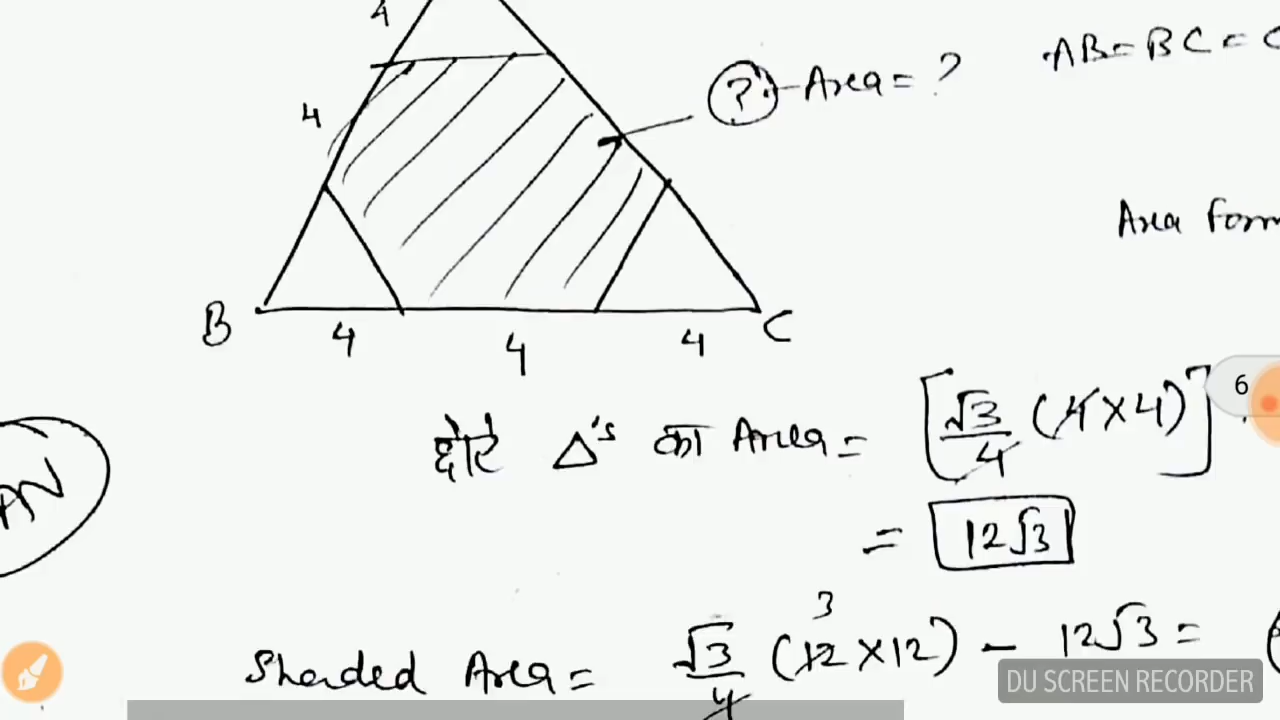 4
?  Area = ?
AB = BC = C
4
Area Form
B
C
4
4
4
6
छोटे Δ's का Area = [√3/4 (4×4)]
AN
= 12√3
3
Shaded Area = √3/4 (12×12) - 12√3 =
DU SCREEN RECORDER